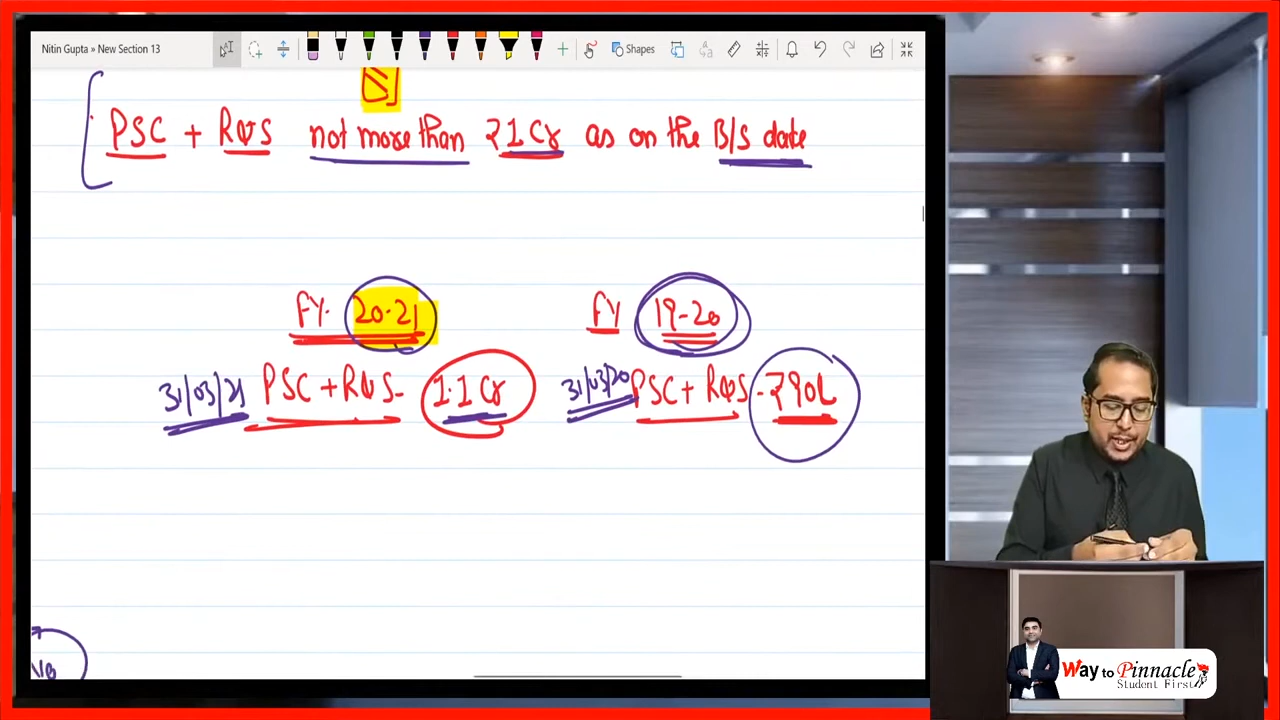 Nitin Gupta » New Section 13
Shapes
PSC + R&S not more than ₹1 Cr as on the B/S date
FY. 20-21
FY 19-20
31/03/21 PSC + R&S - 1.1 Cr
31/03/20 PSC + R&S - ₹90L
Way to Pinnacle
Student First